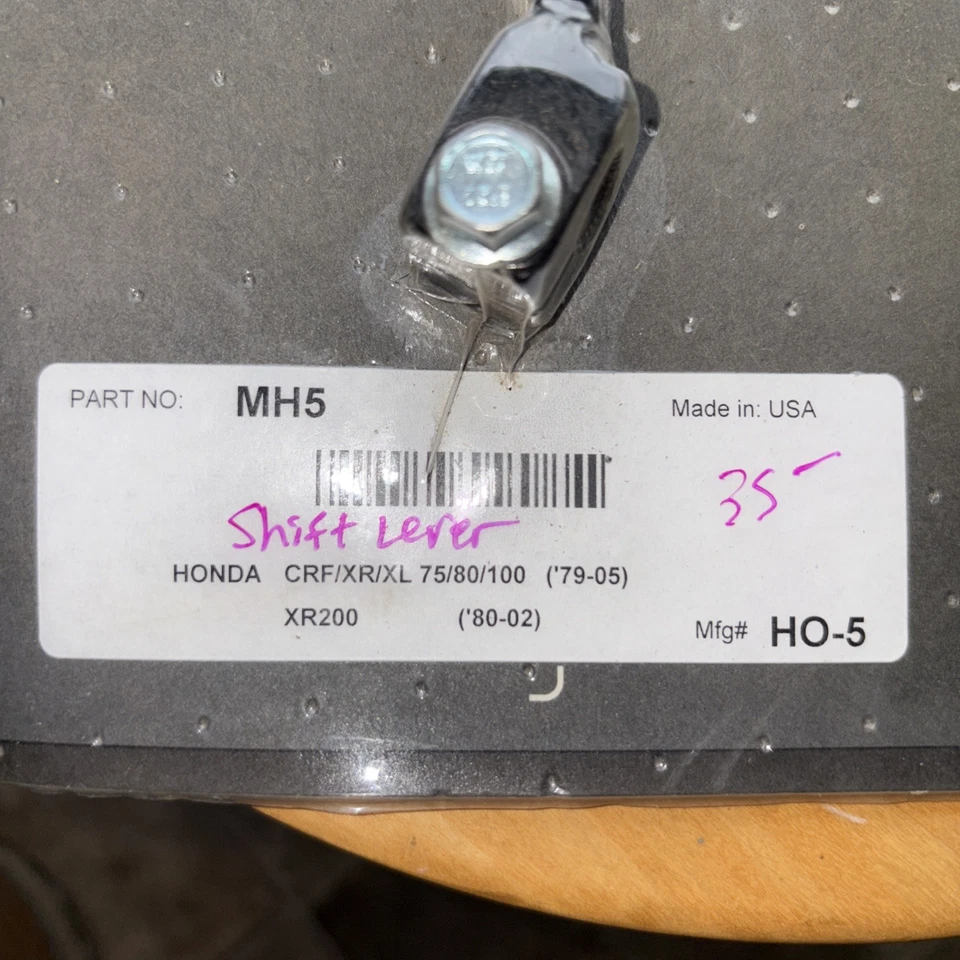 PART NO: MH5
Made in: USA
35-
Shift Lever
HONDA CRF/XR/XL 75/80/100 ('79-05)
XR200 ('80-02)
Mfg# HO-5